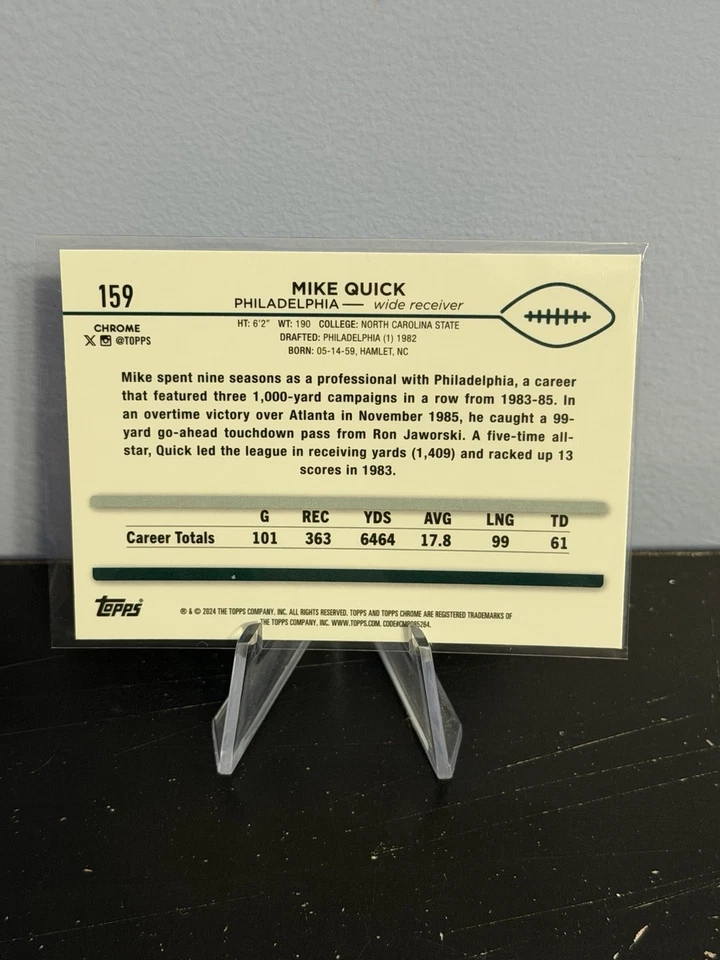 159
MIKE QUICK
PHILADELPHIA — wide receiver
CHROME
@TOPPS
HT: 6'2" WT: 190 COLLEGE: NORTH CAROLINA STATE
DRAFTED: PHILADELPHIA (1) 1982
BORN: 05-14-59, HAMLET, NC
Mike spent nine seasons as a professional with Philadelphia, a career
that featured three 1,000-yard campaigns in a row from 1983-85. In
an overtime victory over Atlanta in November 1985, he caught a 99-
yard go-ahead touchdown pass from Ron Jaworski. A five-time all-
star, Quick led the league in receiving yards (1,409) and racked up 13
scores in 1983.
G REC YDS AVG LNG TD
Career Totals 101 363 6464 17.8 99 61
TOPPS
® & © 2024 THE TOPPS COMPANY, INC. ALL RIGHTS RESERVED. TOPPS AND TOPPS CHROME ARE REGISTERED TRADEMARKS OF
THE TOPPS COMPANY, INC. WWW.TOPPS.COM.